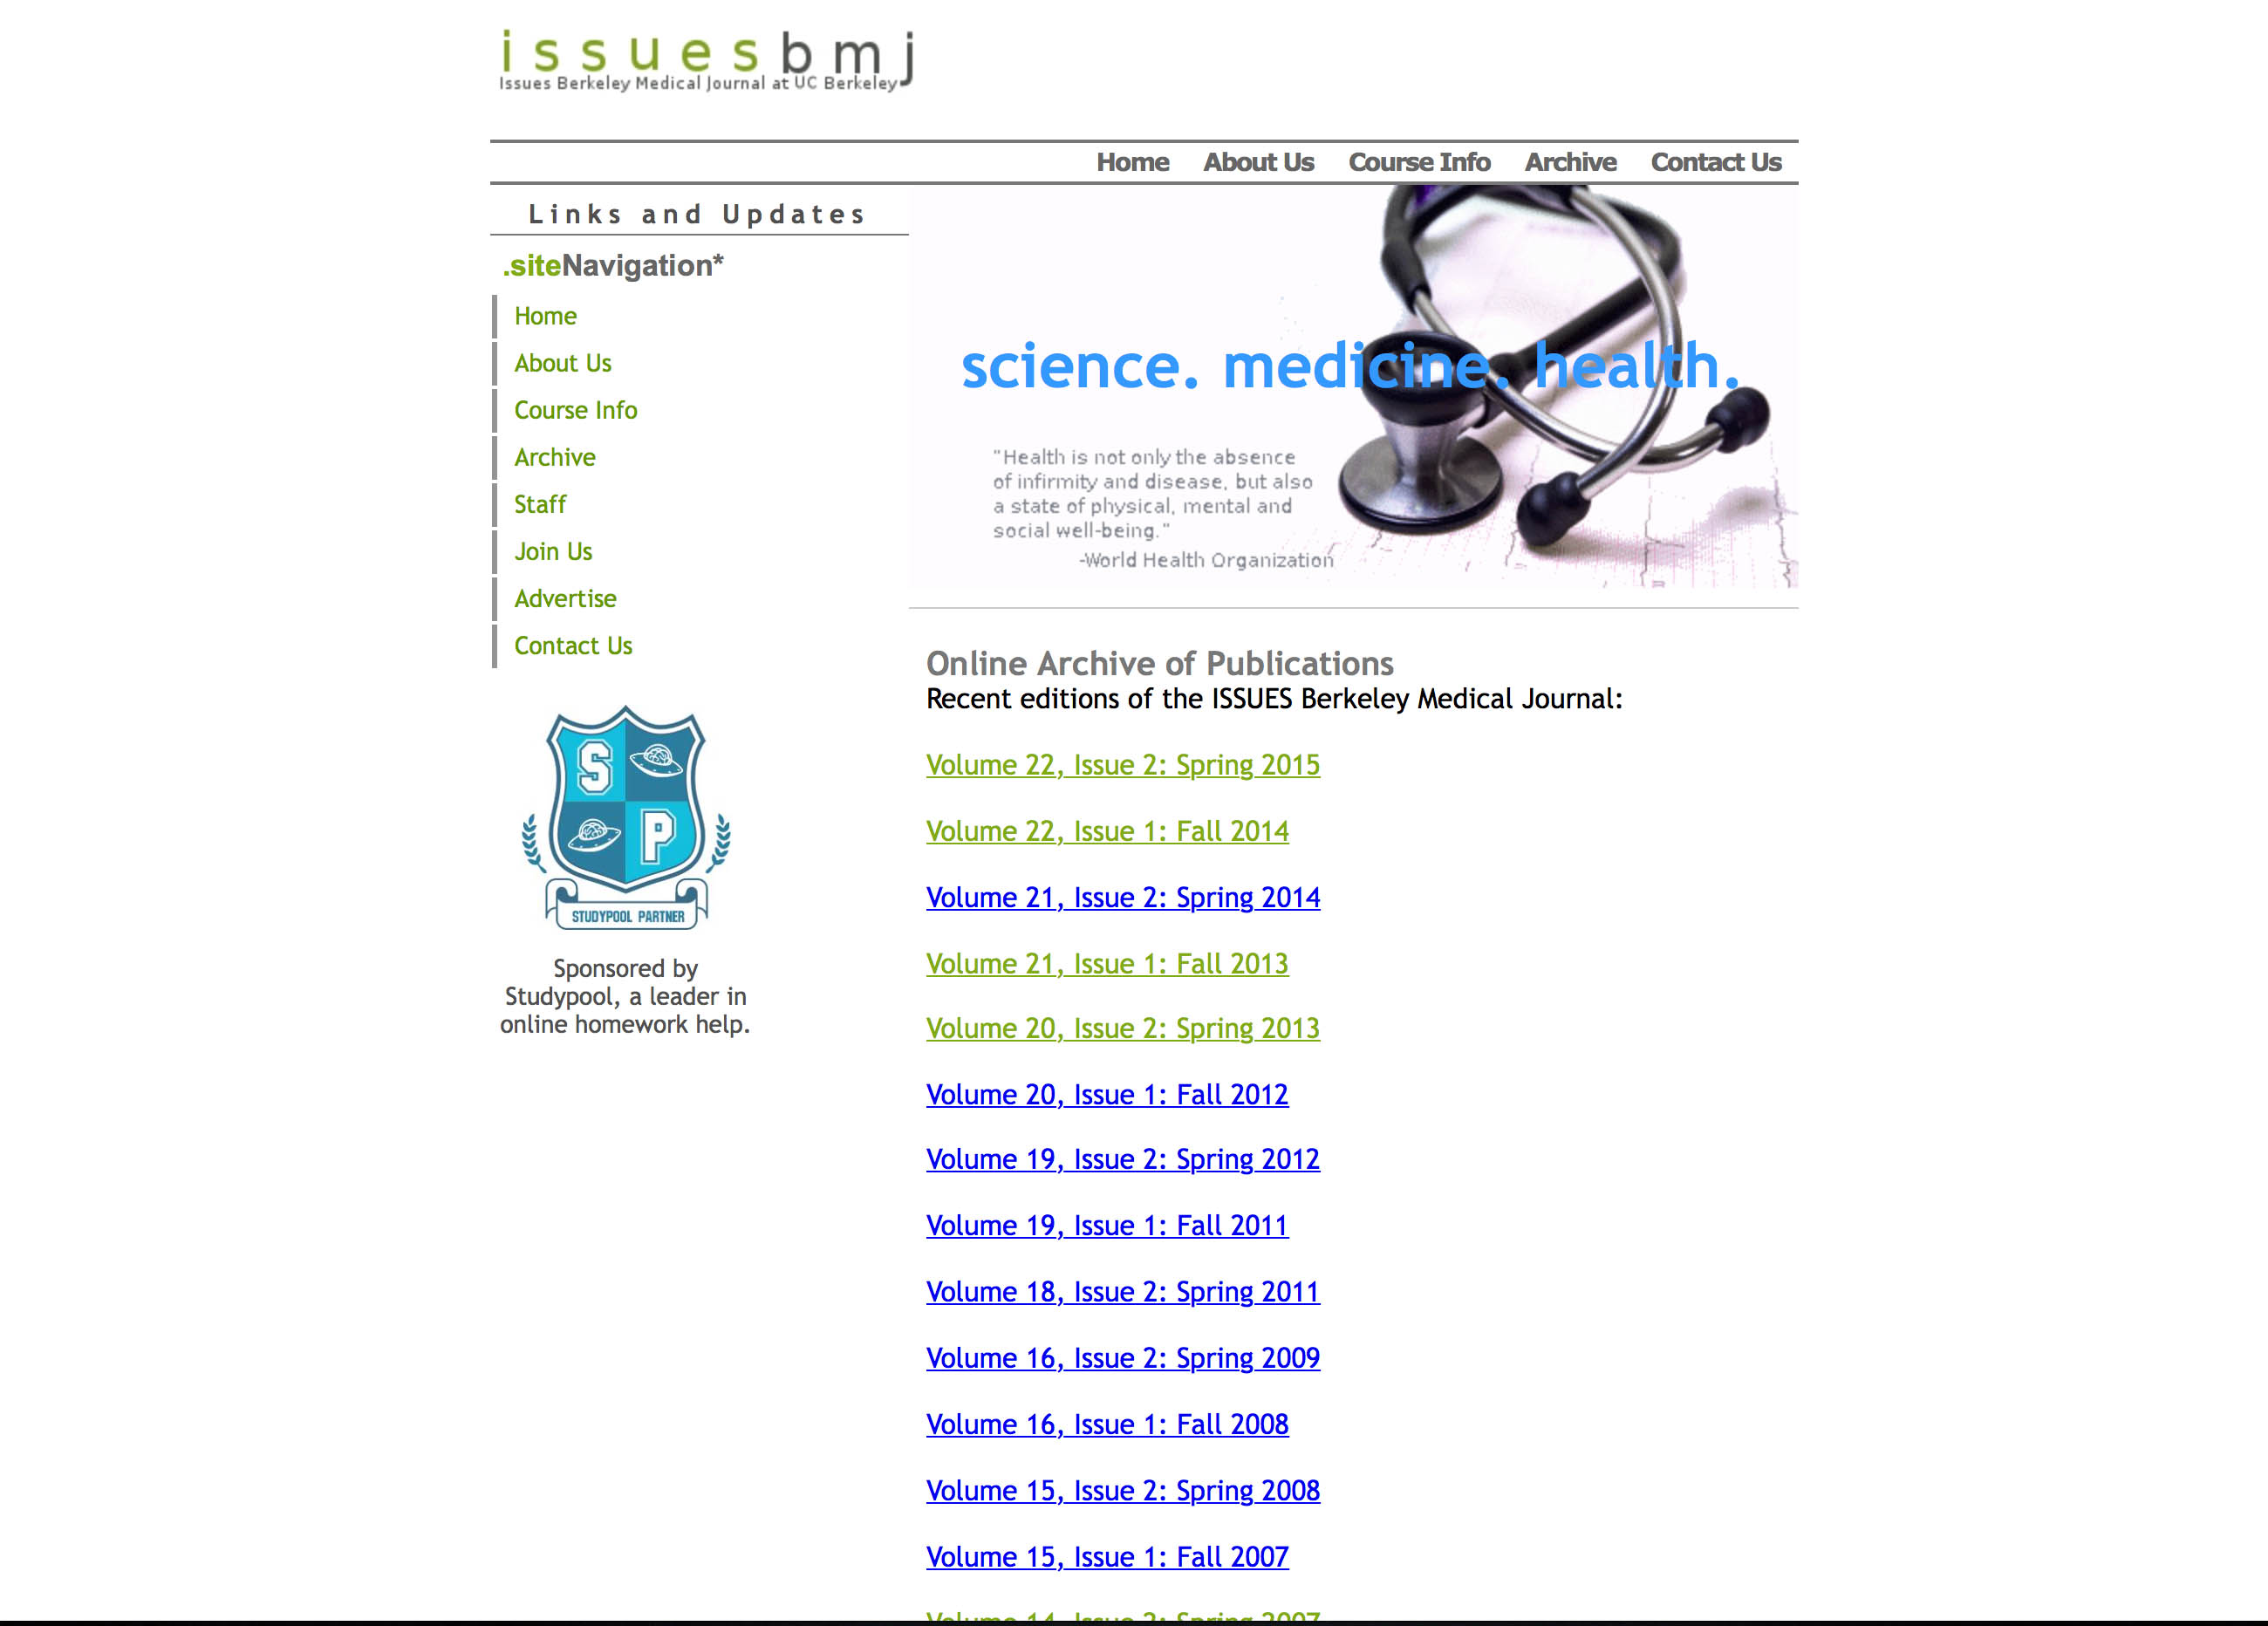 issuesbmj
Issues Berkeley Medical Journal at UC Berkeley
Home About Us Course Info Archive Contact Us
Links and Updates
.siteNavigation*
Home
About Us
Course Info
Archive
Staff
Join Us
Advertise
Contact Us
S
P
STUDYPOOL PARTNER
Sponsored by
Studypool, a leader in
online homework help.
science. medicine. health.
"Health is not only the absence
of infirmity and disease, but also
a state of physical, mental and
social well-being."
-World Health Organization
Online Archive of Publications
Recent editions of the ISSUES Berkeley Medical Journal:
Volume 22, Issue 2: Spring 2015
Volume 22, Issue 1: Fall 2014
Volume 21, Issue 2: Spring 2014
Volume 21, Issue 1: Fall 2013
Volume 20, Issue 2: Spring 2013
Volume 20, Issue 1: Fall 2012
Volume 19, Issue 2: Spring 2012
Volume 19, Issue 1: Fall 2011
Volume 18, Issue 2: Spring 2011
Volume 16, Issue 2: Spring 2009
Volume 16, Issue 1: Fall 2008
Volume 15, Issue 2: Spring 2008
Volume 15, Issue 1: Fall 2007
Volume 14, Issue 2: Spring 2007